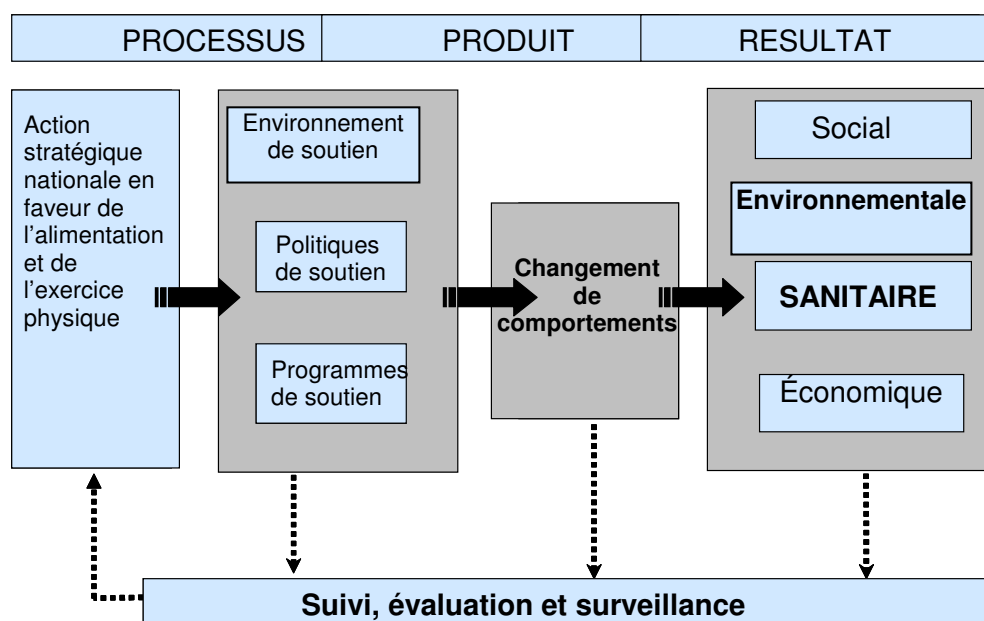 PROCESSUS
PRODUIT
RESULTAT
Action
stratégique
nationale en
faveur de
l'alimentation
et de
l'exercice
physique
Environnement
de soutien
Politiques
de soutien
Programmes
de soutien
Changement
de
comportements
Social
Environnementale
SANITAIRE
Économique
Suivi, évaluation et surveillance